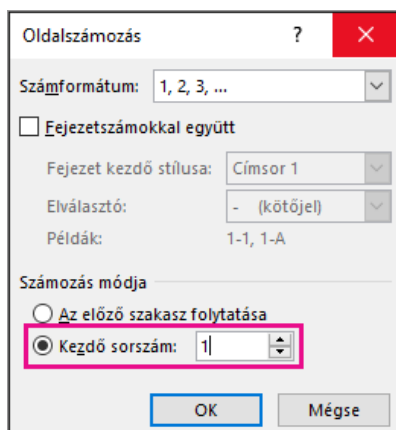 Oldalszámozás ?
Számformátum: 1, 2, 3, ...
Fejezetszámokkal együtt
Fejezet kezdő stílusa: Címsor 1
Elválasztó: - (kötőjel)
Példák: 1-1, 1-A
Számozás módja
Az előző szakasz folytatása
Kezdő sorszám: 1
OK Mégse